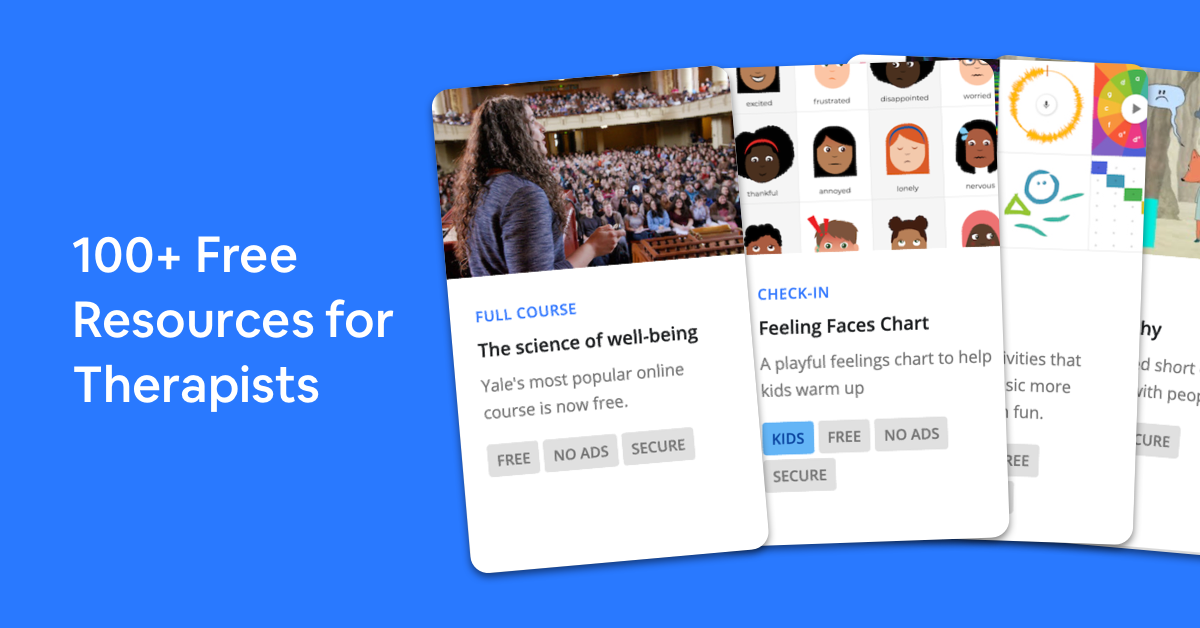 100+ Free
Resources for
Therapists
FULL COURSE
The science of well-being
Yale's most popular online
course is now free.
FREE
NO ADS
SECURE
excited
frustrated
disappointed
worried
thankful
annoyed
lonely
nervous
CHECK-IN
Feeling Faces Chart
A playful feelings chart to help
kids warm up
KIDS
FREE
NO ADS
SECURE
ivities that
sic more
fun.
REE
hy
d short
with peop
CURE